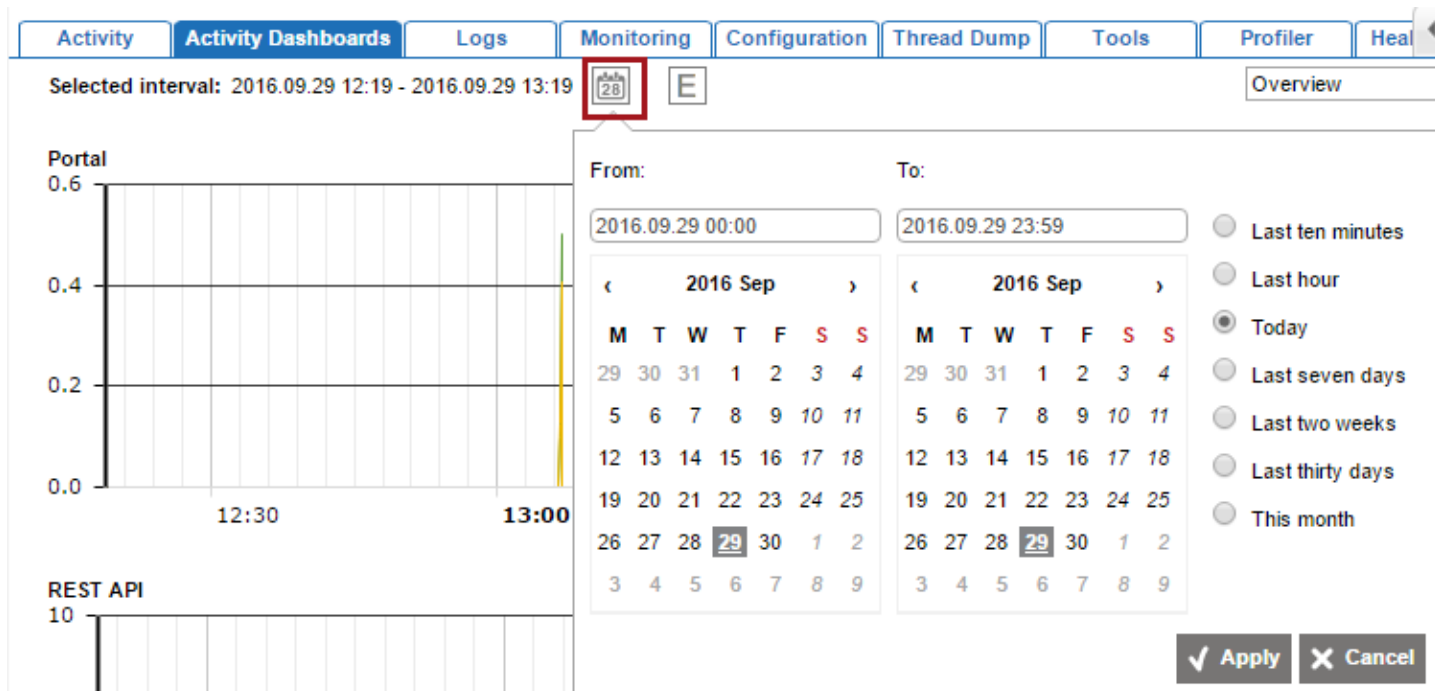 Activity Activity Dashboards Logs Monitoring Configuration Thread Dump Tools Profiler Heal
Selected interval: 2016.09.29 12:19 - 2016.09.29 13:19 28 E Overview
Portal
0.6
0.4
0.2
0.0
12:30 13:00
REST API
10
From: To:
2016.09.29 00:00 2016.09.29 23:59
‹ 2016 Sep › ‹ 2016 Sep ›
M T W T F S S M T W T F S S
29 30 31 1 2 3 4 29 30 31 1 2 3 4
5 6 7 8 9 10 11 5 6 7 8 9 10 11
12 13 14 15 16 17 18 12 13 14 15 16 17 18
19 20 21 22 23 24 25 19 20 21 22 23 24 25
26 27 28 29 30 1 2 26 27 28 29 30 1 2
3 4 5 6 7 8 9 3 4 5 6 7 8 9
Last ten minutes
Last hour
Today
Last seven days
Last two weeks
Last thirty days
This month
Apply Cancel